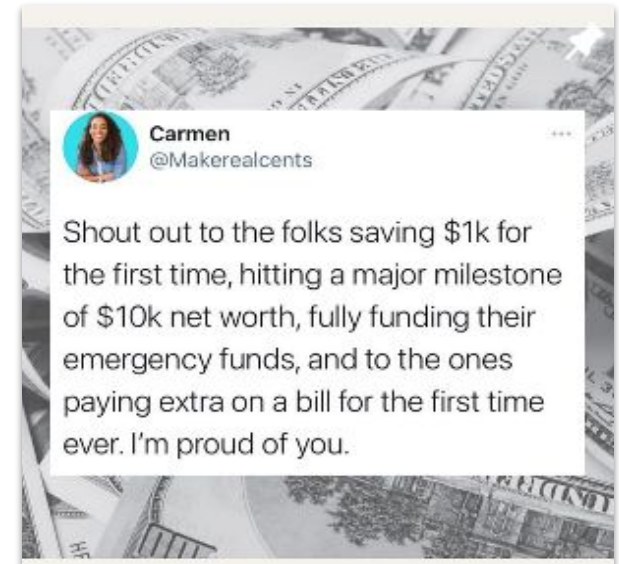 Carmen
@Makerealcents
Shout out to the folks saving $1k for
the first time, hitting a major milestone
of $10k net worth, fully funding their
emergency funds, and to the ones
paying extra on a bill for the first time
ever. I'm proud of you.